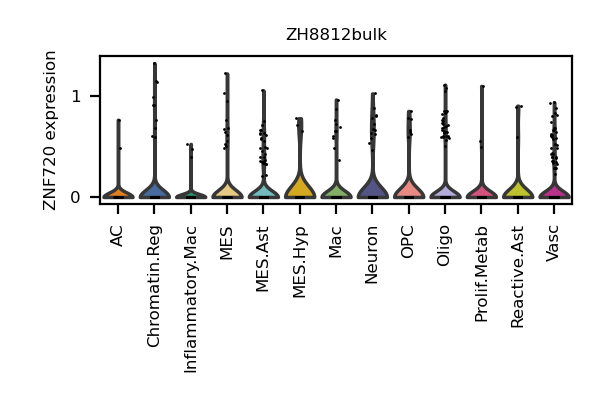 ZH8812bulk
ZNF720 expression
1
0
AC
Chromatin.Reg
Inflammatory.Mac
MES
MES.Ast
MES.Hyp
Mac
Neuron
OPC
Oligo
Prolif.Metab
Reactive.Ast
Vasc